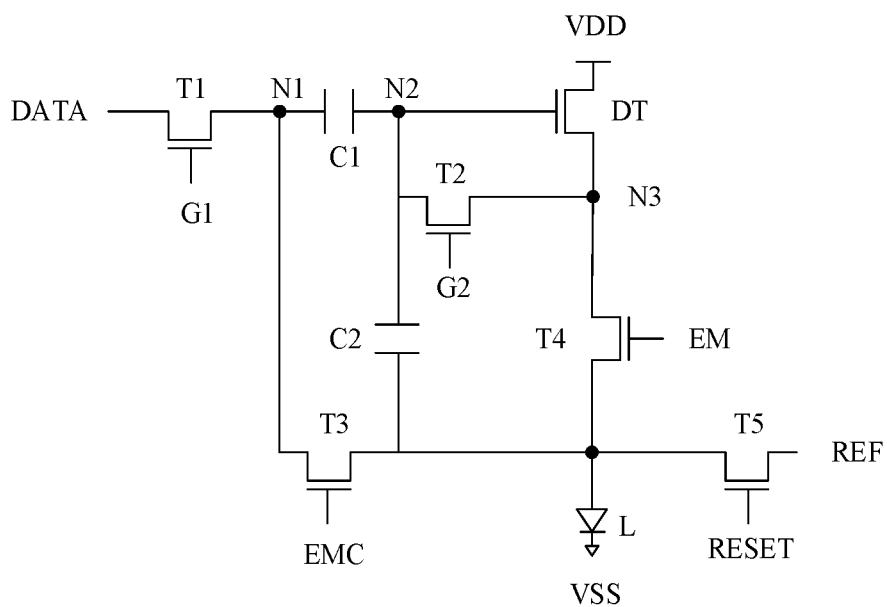 VDD
T1
N1
N2
DATA
DT
C1
T2
G1
N3
G2
C2
T4
EM
T3
T5
REF
L
EMC
RESET
VSS